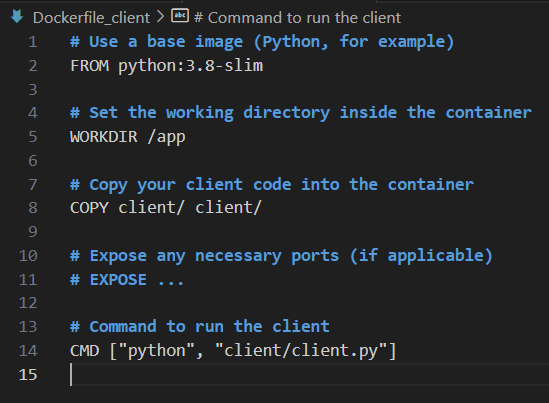 Dockerfile_client > abc # Command to run the client
1 # Use a base image (Python, for example)
2 FROM python:3.8-slim
3
4 # Set the working directory inside the container
5 WORKDIR /app
6
7 # Copy your client code into the container
8 COPY client/ client/
9
10 # Expose any necessary ports (if applicable)
11 # EXPOSE ...
12
13 # Command to run the client
14 CMD ["python", "client/client.py"]
15